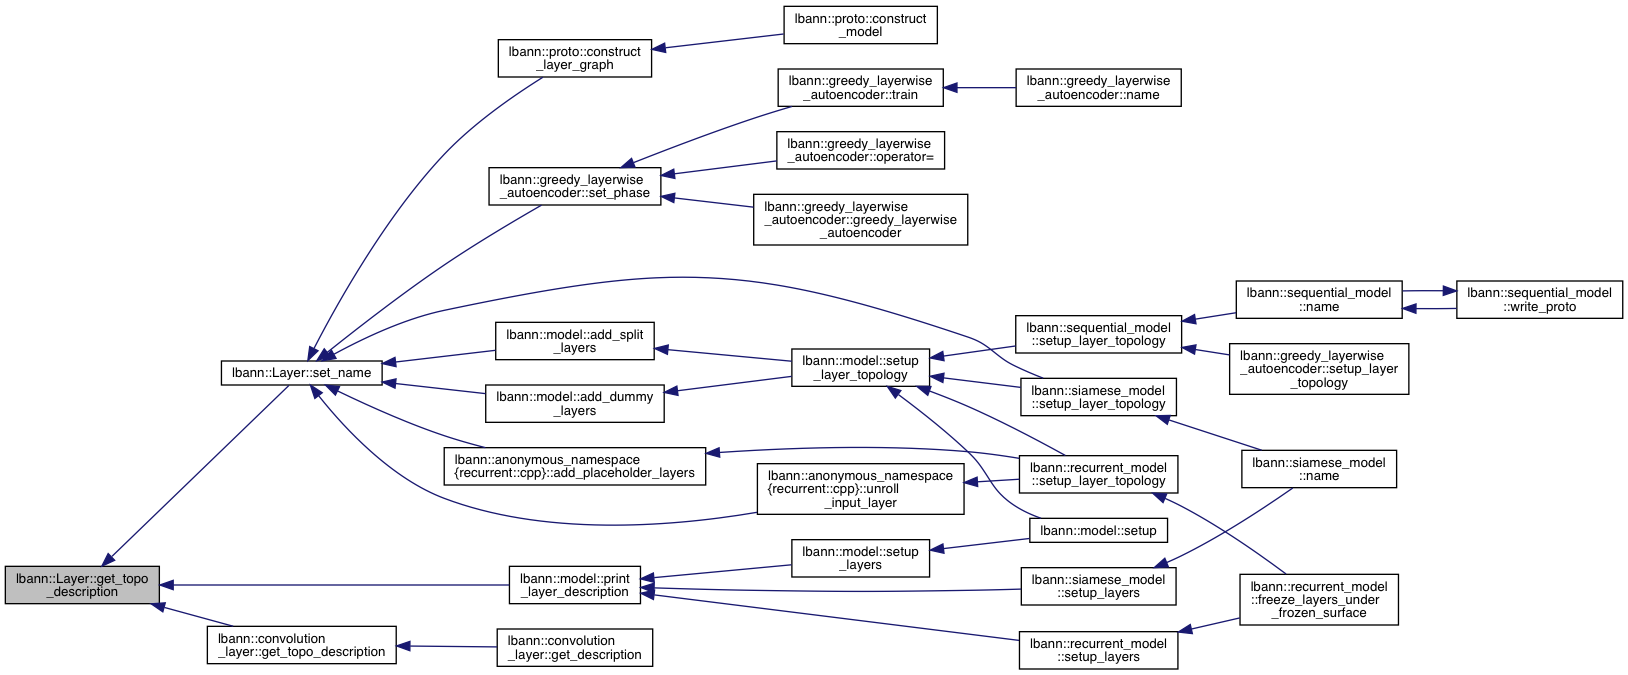 lbann::proto::construct
_model
lbann::proto::construct
_layer_graph
lbann::greedy_layerwise
_autoencoder::train
lbann::greedy_layerwise
_autoencoder::name
lbann::greedy_layerwise
_autoencoder::operator=
lbann::greedy_layerwise
_autoencoder::set_phase
lbann::greedy_layerwise
_autoencoder::greedy_layerwise
_autoencoder
lbann::sequential_model
::name
lbann::sequential_model
::write_proto
lbann::sequential_model
::setup_layer_topology
lbann::model::add_split
_layers
lbann::model::setup
_layer_topology
lbann::greedy_layerwise
_autoencoder::setup_layer
_topology
lbann::Layer::set_name
lbann::siamese_model
::setup_layer_topology
lbann::model::add_dummy
_layers
lbann::anonymous_namespace
{recurrent::cpp}::add_placeholder_layers
lbann::anonymous_namespace
{recurrent::cpp}::unroll
_input_layer
lbann::recurrent_model
::setup_layer_topology
lbann::siamese_model
::name
lbann::model::setup
lbann::model::setup
_layers
lbann::Layer::get_topo
_description
lbann::model::print
_layer_description
lbann::siamese_model
::setup_layers
lbann::recurrent_model
::freeze_layers_under
_frozen_surface
lbann::convolution
_layer::get_topo_description
lbann::convolution
_layer::get_description
lbann::recurrent_model
::setup_layers